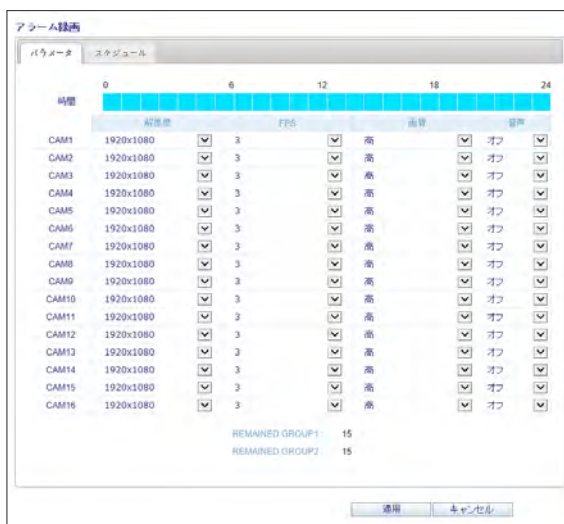 アラーム録画
パラメータ スケジュール
0 6 12 18 24
時間
解像度 FPS 画質 音声
CAM1 1920x1080 3 高 オフ
CAM2 1920x1080 3 高 オフ
CAM3 1920x1080 3 高 オフ
CAM4 1920x1080 3 高 オフ
CAM5 1920x1080 3 高 オフ
CAM6 1920x1080 3 高 オフ
CAM7 1920x1080 3 高 オフ
CAM8 1920x1080 3 高 オフ
CAM9 1920x1080 3 高 オフ
CAM10 1920x1080 3 高 オフ
CAM11 1920x1080 3 高 オフ
CAM12 1920x1080 3 高 オフ
CAM13 1920x1080 3 高 オフ
CAM14 1920x1080 3 高 オフ
CAM15 1920x1080 3 高 オフ
CAM16 1920x1080 3 高 オフ
REMAINED GROUP1: 15
REMAINED GROUP2: 15
適用 キャンセル